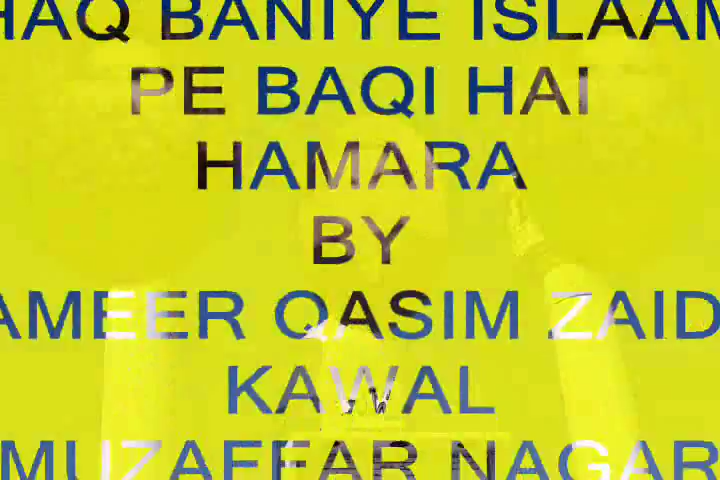 HAQ BANIYE ISLAAM
PE BAQI HAI
HAMARA
BY
AMEER QASIM ZAID
KAWAL
MUZAFFAR NAGAR